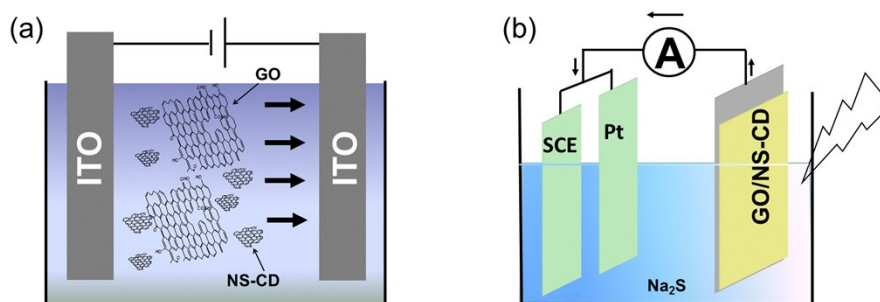 (a)
ITO
GO
ITO
NS-CD
(b)
A
SCE
Pt
GO/NS-CD
Na₂S